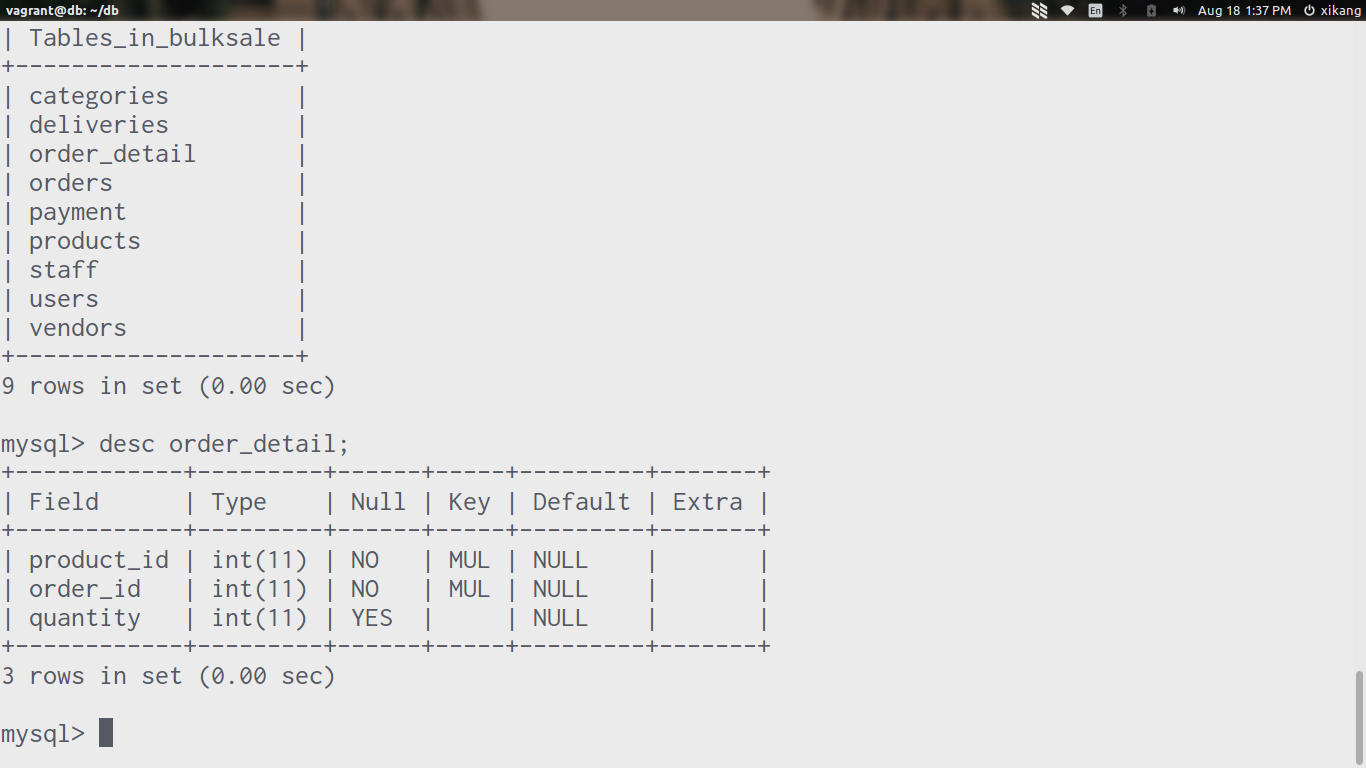 vagrant@db: ~/db En Aug 18 1:37 PM xikang
| Tables_in_bulksale |
+--------------------+
| categories         |
| deliveries         |
| order_detail       |
| orders             |
| payment            |
| products           |
| staff              |
| users              |
| vendors            |
+--------------------+
9 rows in set (0.00 sec)
mysql> desc order_detail;
+------------+---------+------+-----+---------+-------+
| Field      | Type    | Null | Key | Default | Extra |
+------------+---------+------+-----+---------+-------+
| product_id | int(11) | NO   | MUL | NULL    |       |
| order_id   | int(11) | NO   | MUL | NULL    |       |
| quantity   | int(11) | YES  |     | NULL    |       |
+------------+---------+------+-----+---------+-------+
3 rows in set (0.00 sec)
mysql>